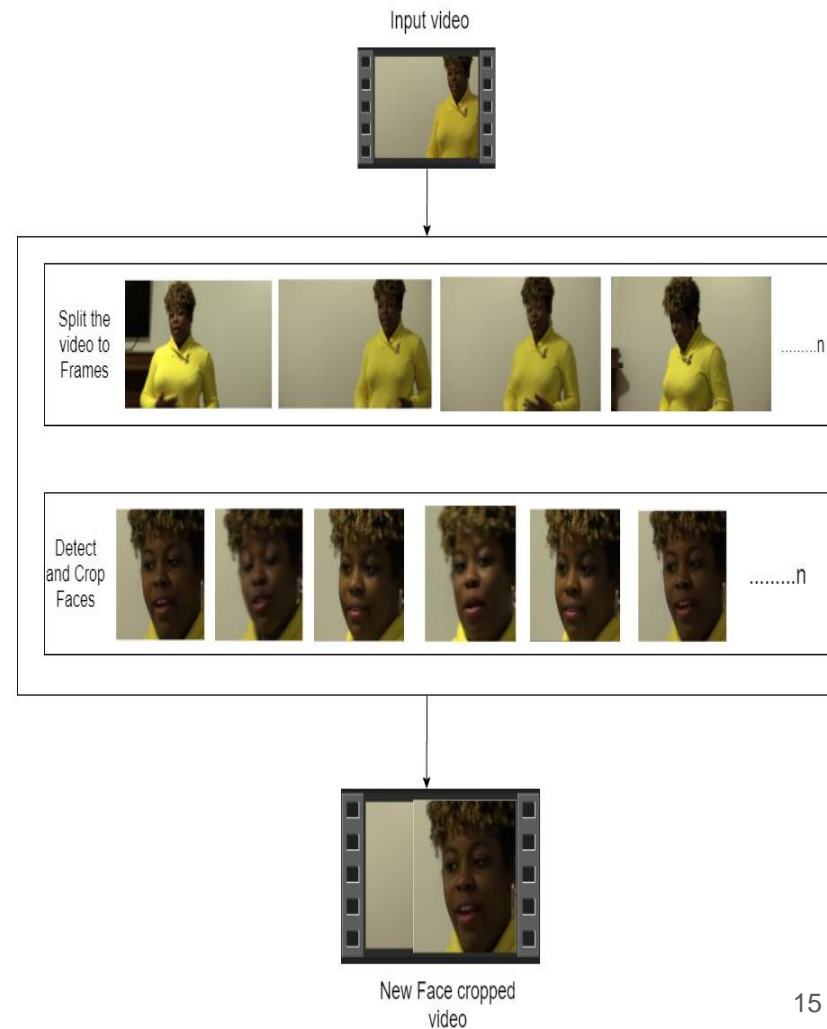 Input video
Split the
video to
Frames
.........n
Detect
and Crop
Faces
.........n
New Face cropped
video
15